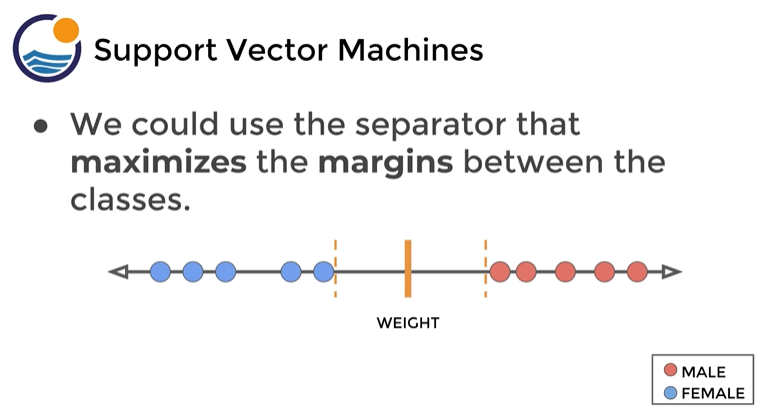 Support Vector Machines
● We could use the separator that
maximizes the margins between the
classes.
WEIGHT
MALE
FEMALE